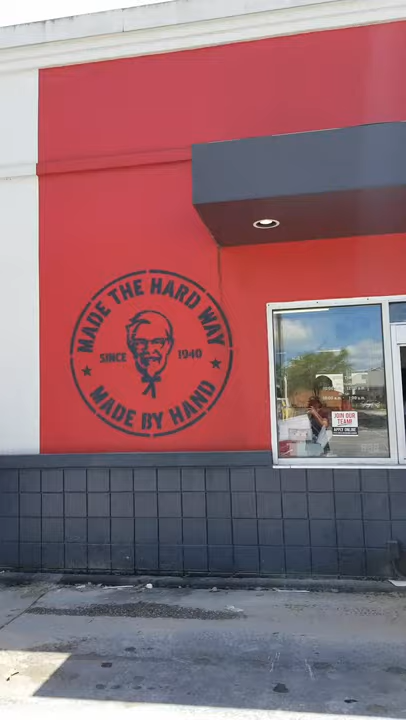 MADE THE HARD WAY
SINCE 1940
MADE BY HAND
JOIN OUR
TEAM!
APPLY ONLINE